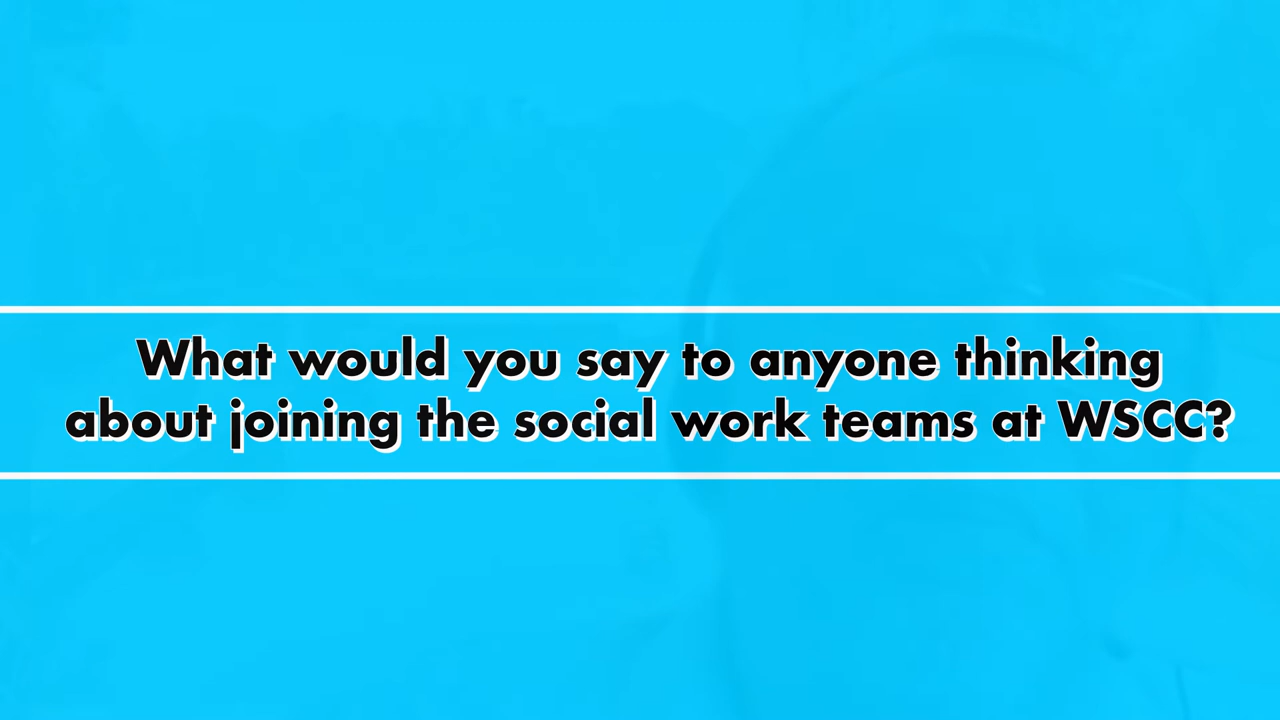 What would you say to anyone thinking
about joining the social work teams at WSCC?